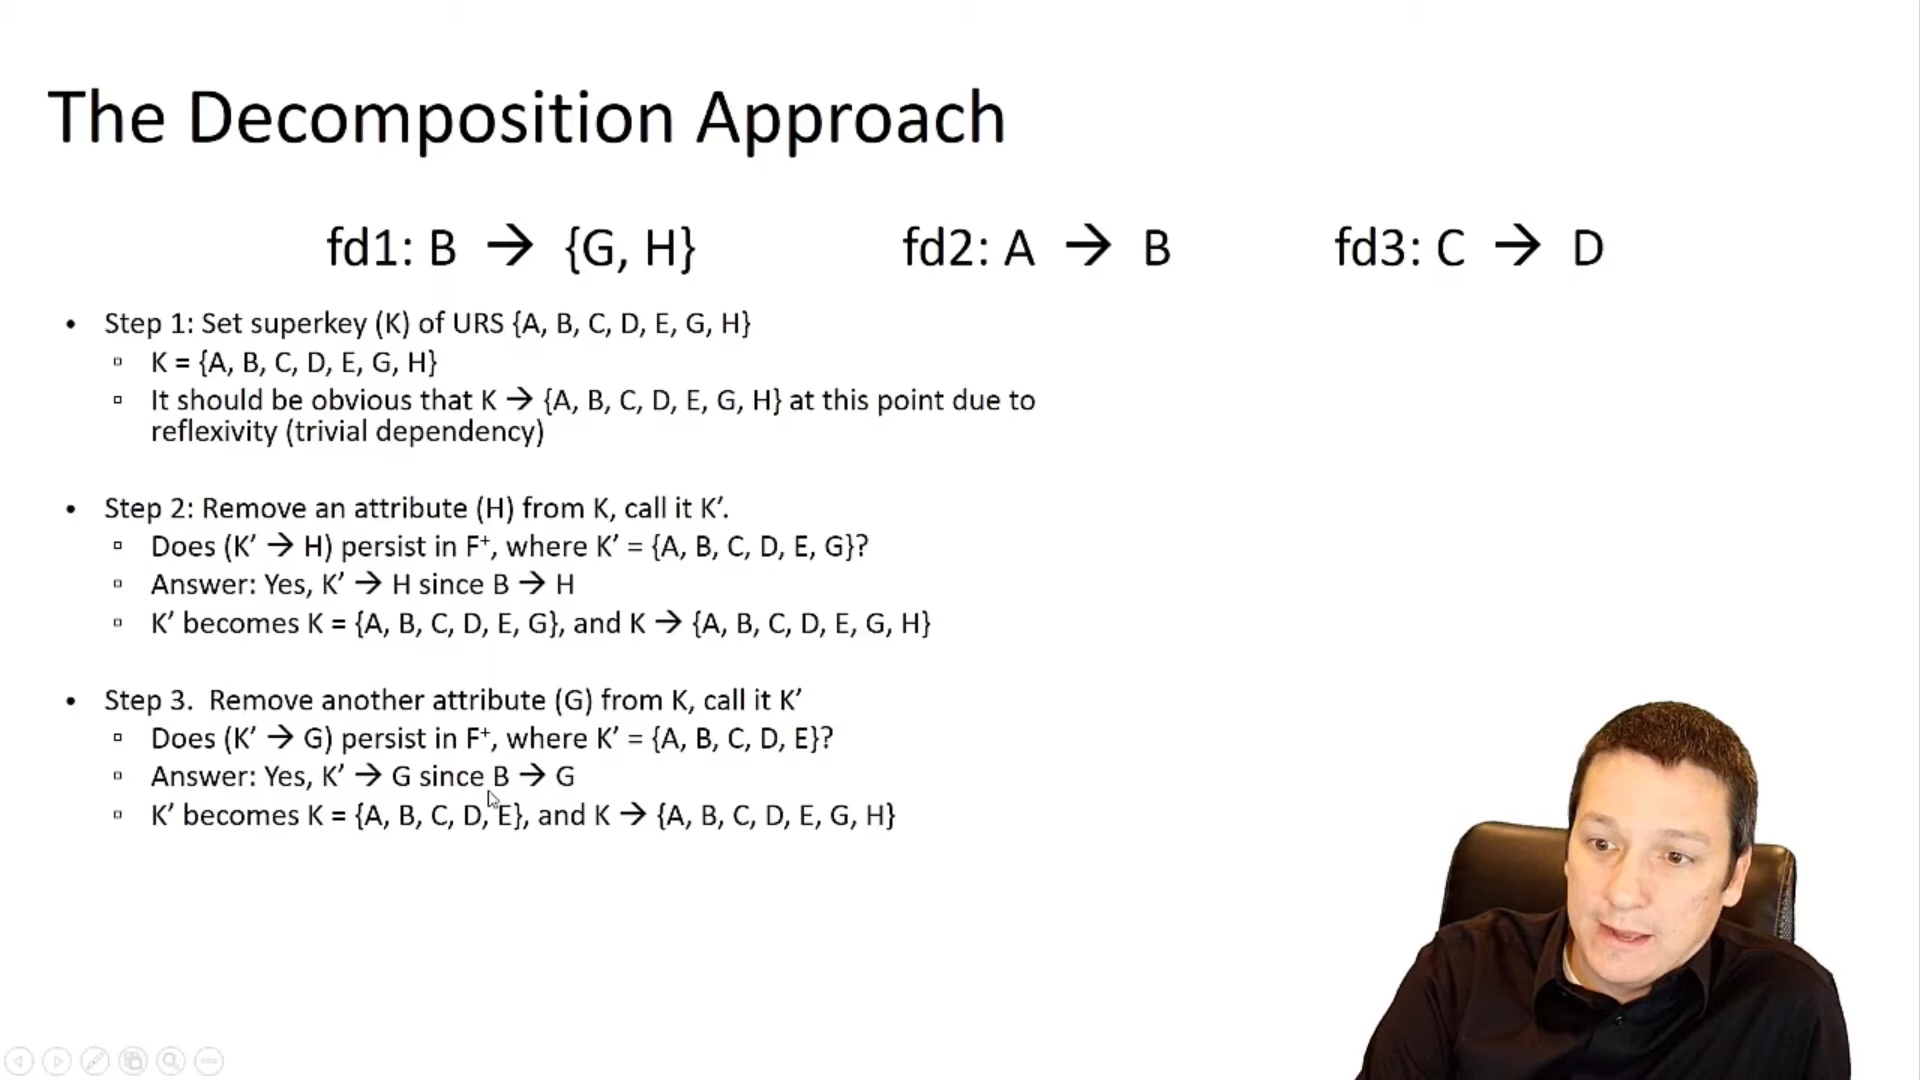 The Decomposition Approach
fd1: B → {G, H} fd2: A → B fd3: C → D
• Step 1: Set superkey (K) of URS {A, B, C, D, E, G, H}
▫ K = {A, B, C, D, E, G, H}
▫ It should be obvious that K → {A, B, C, D, E, G, H} at this point due to
reflexivity (trivial dependency)
• Step 2: Remove an attribute (H) from K, call it K’.
▫ Does (K’ → H) persist in F⁺, where K’ = {A, B, C, D, E, G}?
▫ Answer: Yes, K’ → H since B → H
▫ K’ becomes K = {A, B, C, D, E, G}, and K → {A, B, C, D, E, G, H}
• Step 3. Remove another attribute (G) from K, call it K’
▫ Does (K’ → G) persist in F⁺, where K’ = {A, B, C, D, E}?
▫ Answer: Yes, K’ → G since B → G
▫ K’ becomes K = {A, B, C, D, E}, and K → {A, B, C, D, E, G, H}